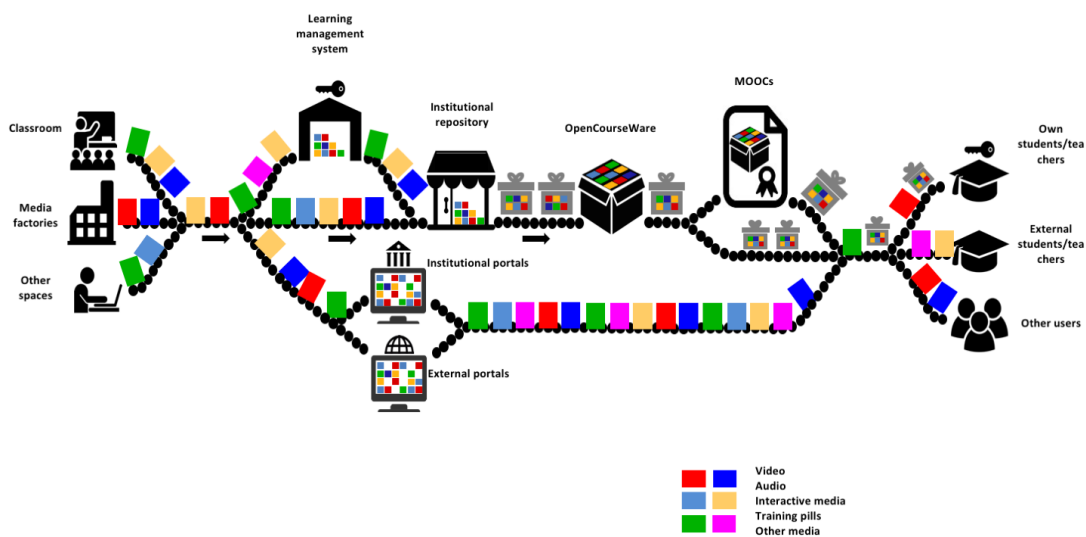 Learning
management
system
MOOCs
Institutional
repository
OpenCourseWare
Classroom
Own
students/tea
chers
Media
factories
External
students/tea
chers
Institutional portals
Other
spaces
Other users
External portals
Video
Audio
Interactive media
Training pills
Other media